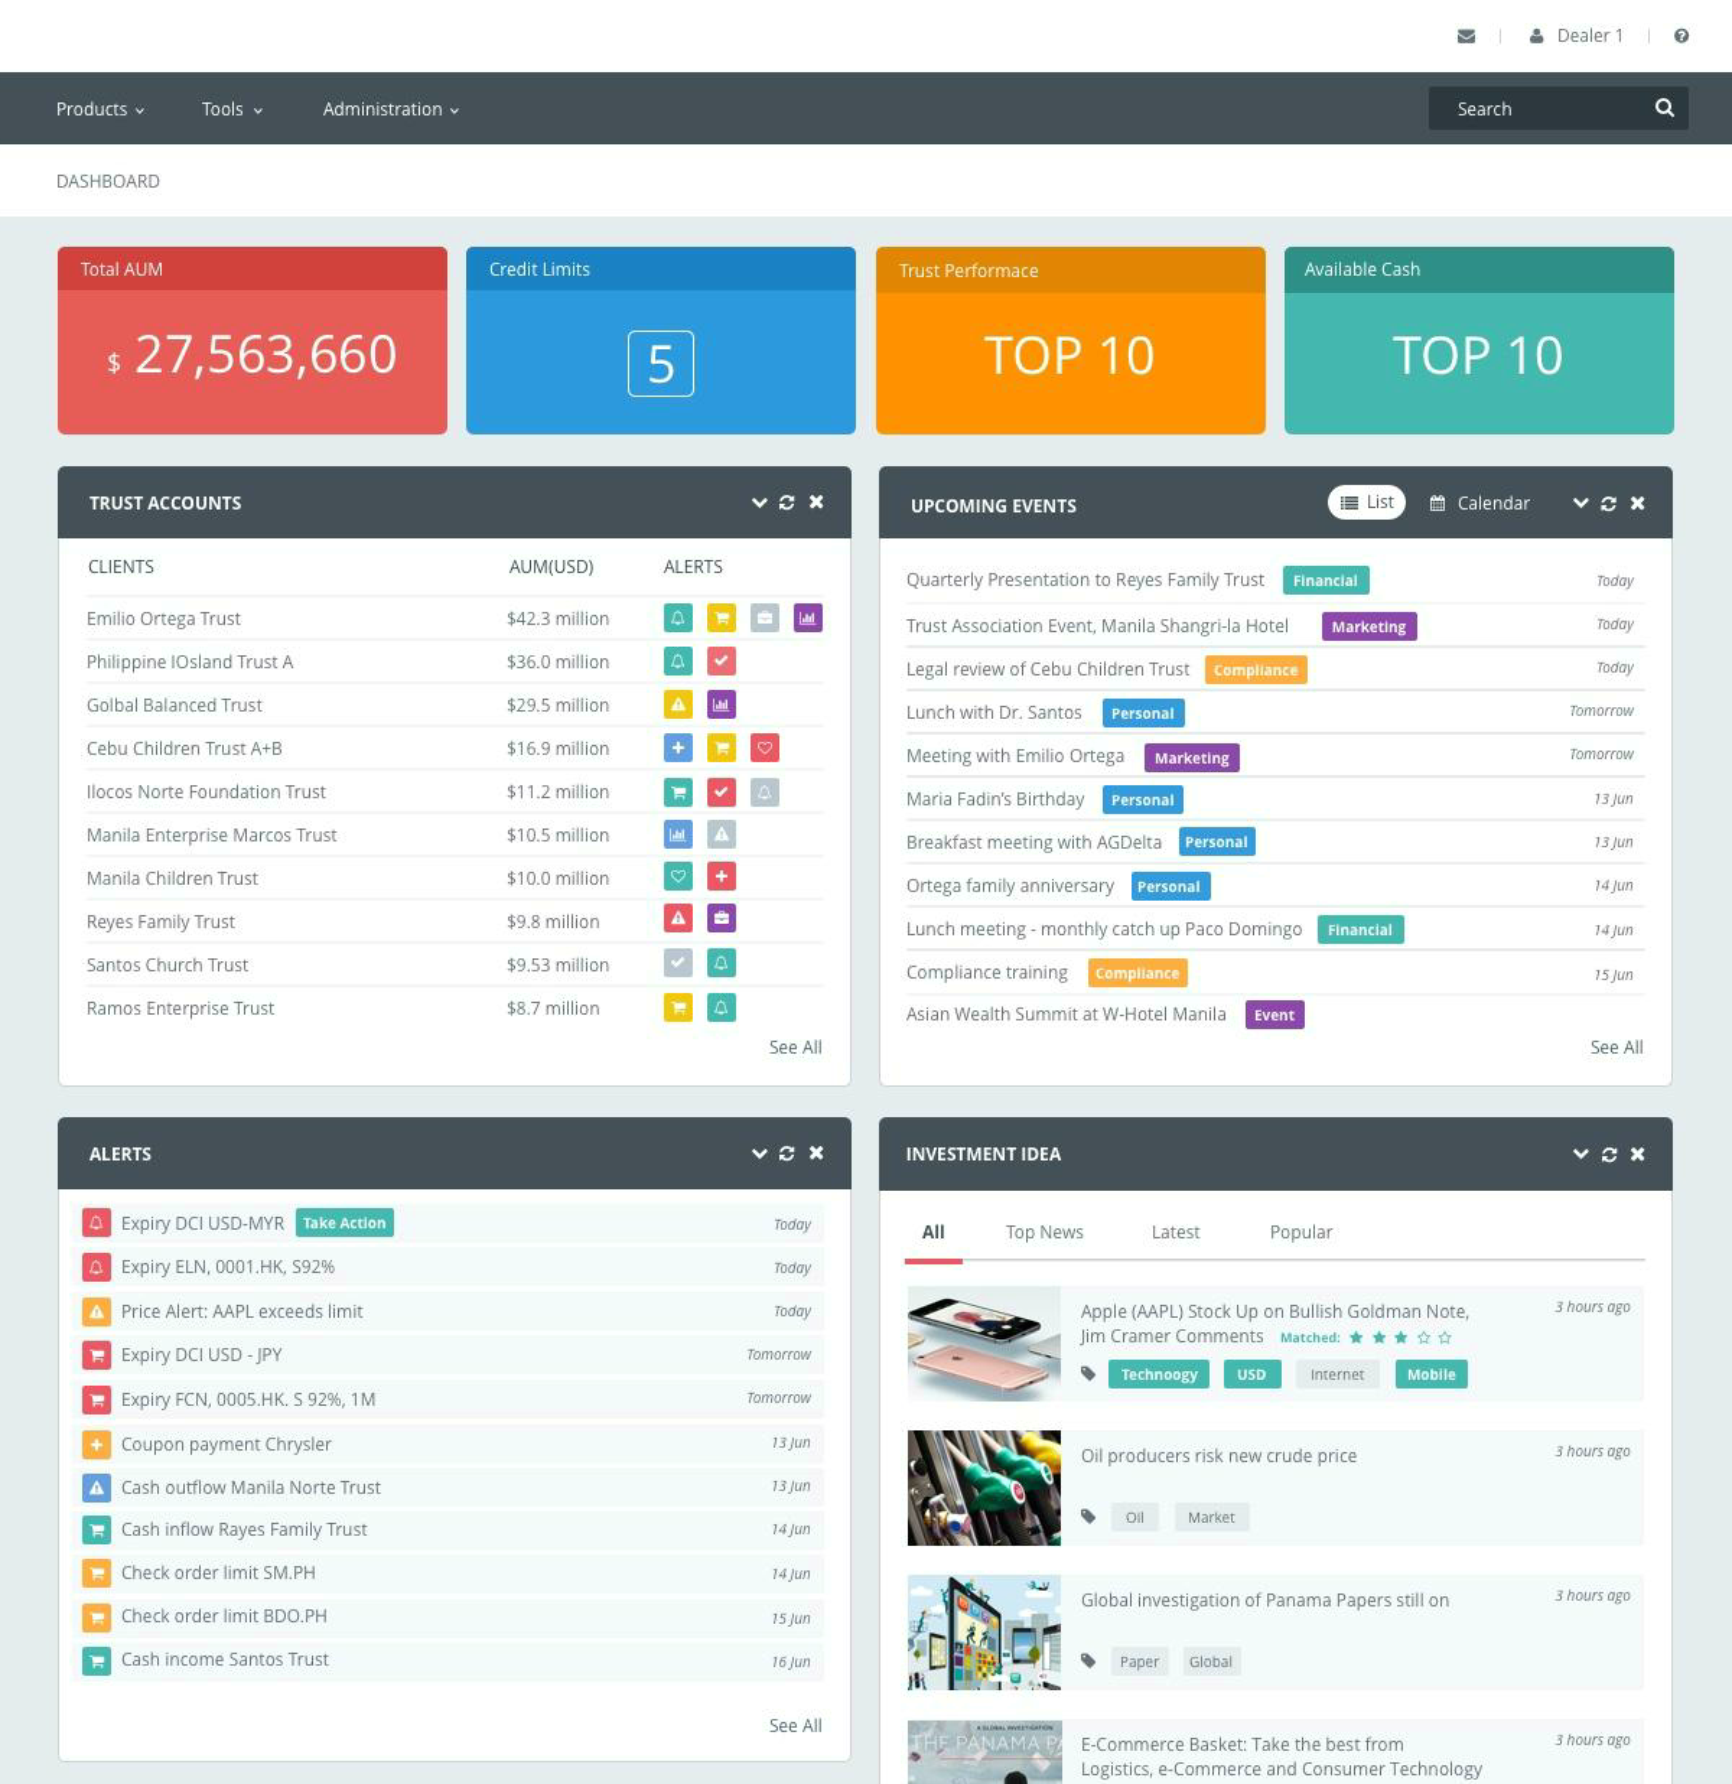 Dealer 1
Products
Tools
Administration
Search
DASHBOARD
Total AUM
$ 27,563,660
Credit Limits
5
Trust Performace
TOP 10
Available Cash
TOP 10
TRUST ACCOUNTS
CLIENTS AUM(USD) ALERTS
Emilio Ortega Trust $42.3 million
Philippine IOsland Trust A $36.0 million
Golbal Balanced Trust $29.5 million
Cebu Children Trust A+B $16.9 million
Ilocos Norte Foundation Trust $11.2 million
Manila Enterprise Marcos Trust $10.5 million
Manila Children Trust $10.0 million
Reyes Family Trust $9.8 million
Santos Church Trust $9.53 million
Ramos Enterprise Trust $8.7 million
See All
UPCOMING EVENTS List Calendar
Quarterly Presentation to Reyes Family Trust Financial Today
Trust Association Event, Manila Shangri-la Hotel Marketing Today
Legal review of Cebu Children Trust Compliance Today
Lunch with Dr. Santos Personal Tomorrow
Meeting with Emilio Ortega Marketing Tomorrow
Maria Fadin's Birthday Personal 13 Jun
Breakfast meeting with AGDelta Personal 13 Jun
Ortega family anniversary Personal 14 Jun
Lunch meeting - monthly catch up Paco Domingo Financial 14 Jun
Compliance training Compliance 15 Jun
Asian Wealth Summit at W-Hotel Manila Event
See All
ALERTS
Expiry DCI USD-MYR Take Action Today
Expiry ELN, 0001.HK, S92% Today
Price Alert: AAPL exceeds limit Today
Expiry DCI USD - JPY Tomorrow
Expiry FCN, 0005.HK. S 92%, 1M Tomorrow
Coupon payment Chrysler 13 Jun
Cash outflow Manila Norte Trust 13 Jun
Cash inflow Rayes Family Trust 14 Jun
Check order limit SM.PH 14 Jun
Check order limit BDO.PH 15 Jun
Cash income Santos Trust 16 Jun
See All
INVESTMENT IDEA
All Top News Latest Popular
Apple (AAPL) Stock Up on Bullish Goldman Note, 3 hours ago
Jim Cramer Comments Matched:
Technoogy USD Internet Mobile
Oil producers risk new crude price 3 hours ago
Oil Market
Global investigation of Panama Papers still on 3 hours ago
Paper Global
A GLOBAL INVESTIGATION
THE PANAMA PA
E-Commerce Basket: Take the best from 3 hours ago
Logistics, e-Commerce and Consumer Technology